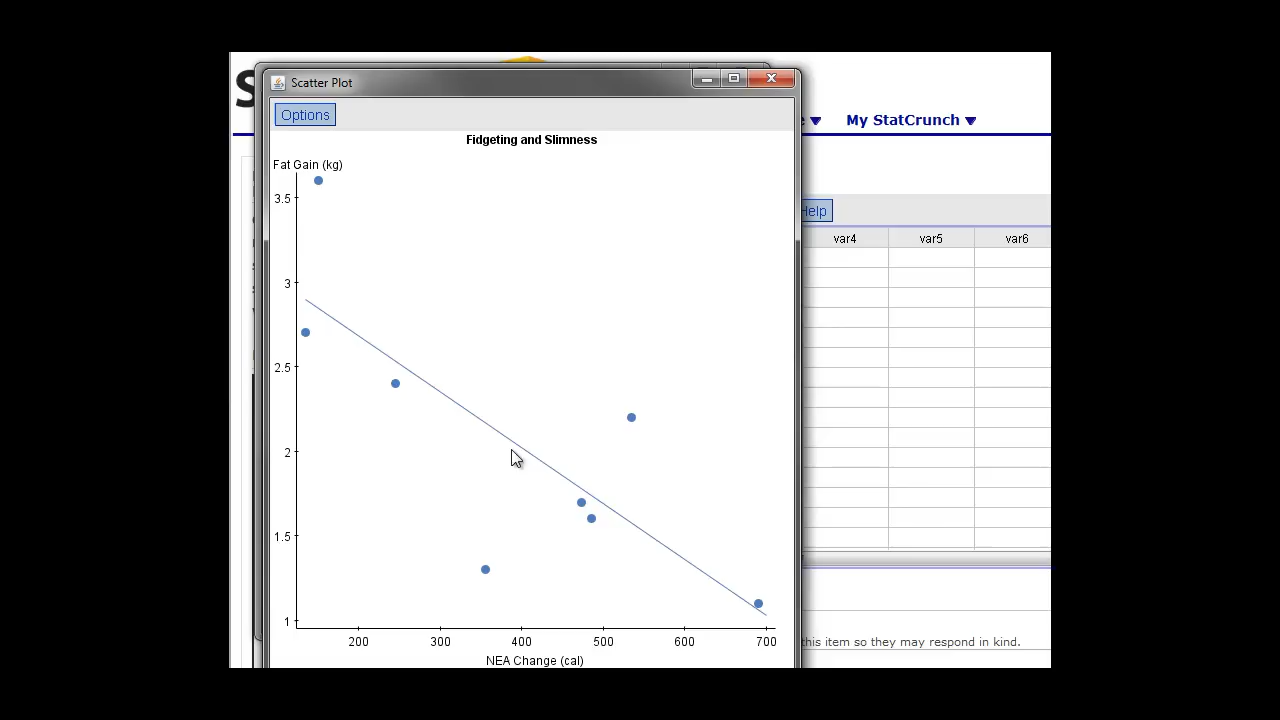 S
Scatter Plot
Options
My StatCrunch
Fidgeting and Slimness
Fat Gain (kg)
3.5
3
2.5
2
1.5
1
200 300 400 500 600 700
NEA Change (cal)
Help
var4 var5 var6
this item so they may respond in kind.